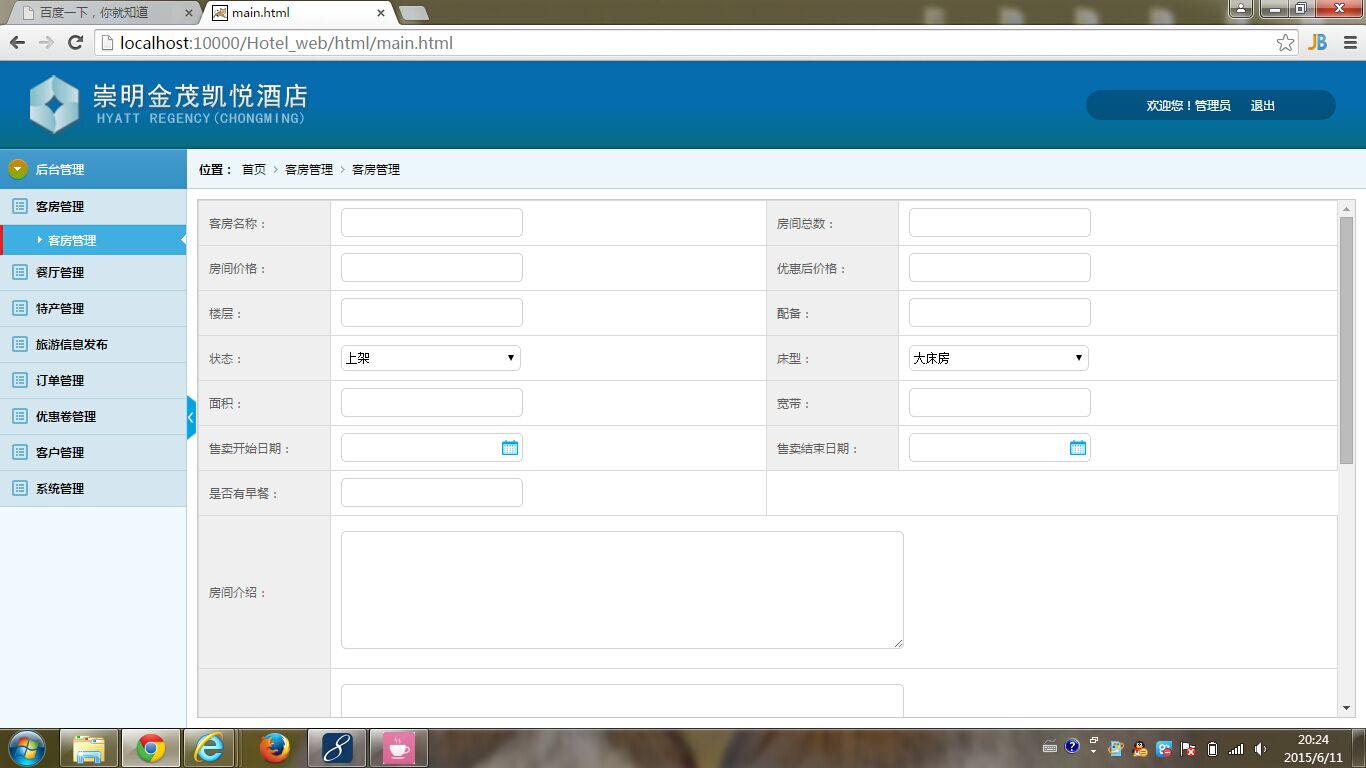 百度一下，你就知道
main.html
localhost:10000/Hotel_web/html/main.html
崇明金茂凯悦酒店
HYATT REGENCY(CHONGMING)
欢迎您！管理员 退出
后台管理
客房管理
客房管理
餐厅管理
特产管理
旅游信息发布
订单管理
优惠卷管理
客户管理
系统管理
位置： 首页 > 客房管理 > 客房管理
客房名称： 房间总数：
房间价格： 优惠后价格：
楼层： 配备：
状态： 上架 床型： 大床房
面积： 宽带：
售卖开始日期： 售卖结束日期：
是否有早餐：
房间介绍：
20:24
2015/6/11